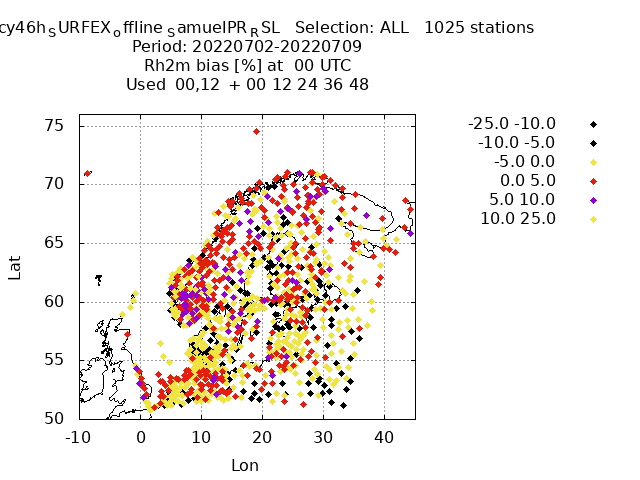 cy46h_SURFEX_offline_SamuelPR_RSL Selection: ALL 1025 stations
Period: 20220702-20220709
Rh2m bias [%] at 00 UTC
Used 00,12 + 00 12 24 36 48
-25.0 -10.0
-10.0 -5.0
-5.0 0.0
0.0 5.0
5.0 10.0
10.0 25.0
75
70
65
60
55
50
Lat
-10 0 10 20 30 40
Lon